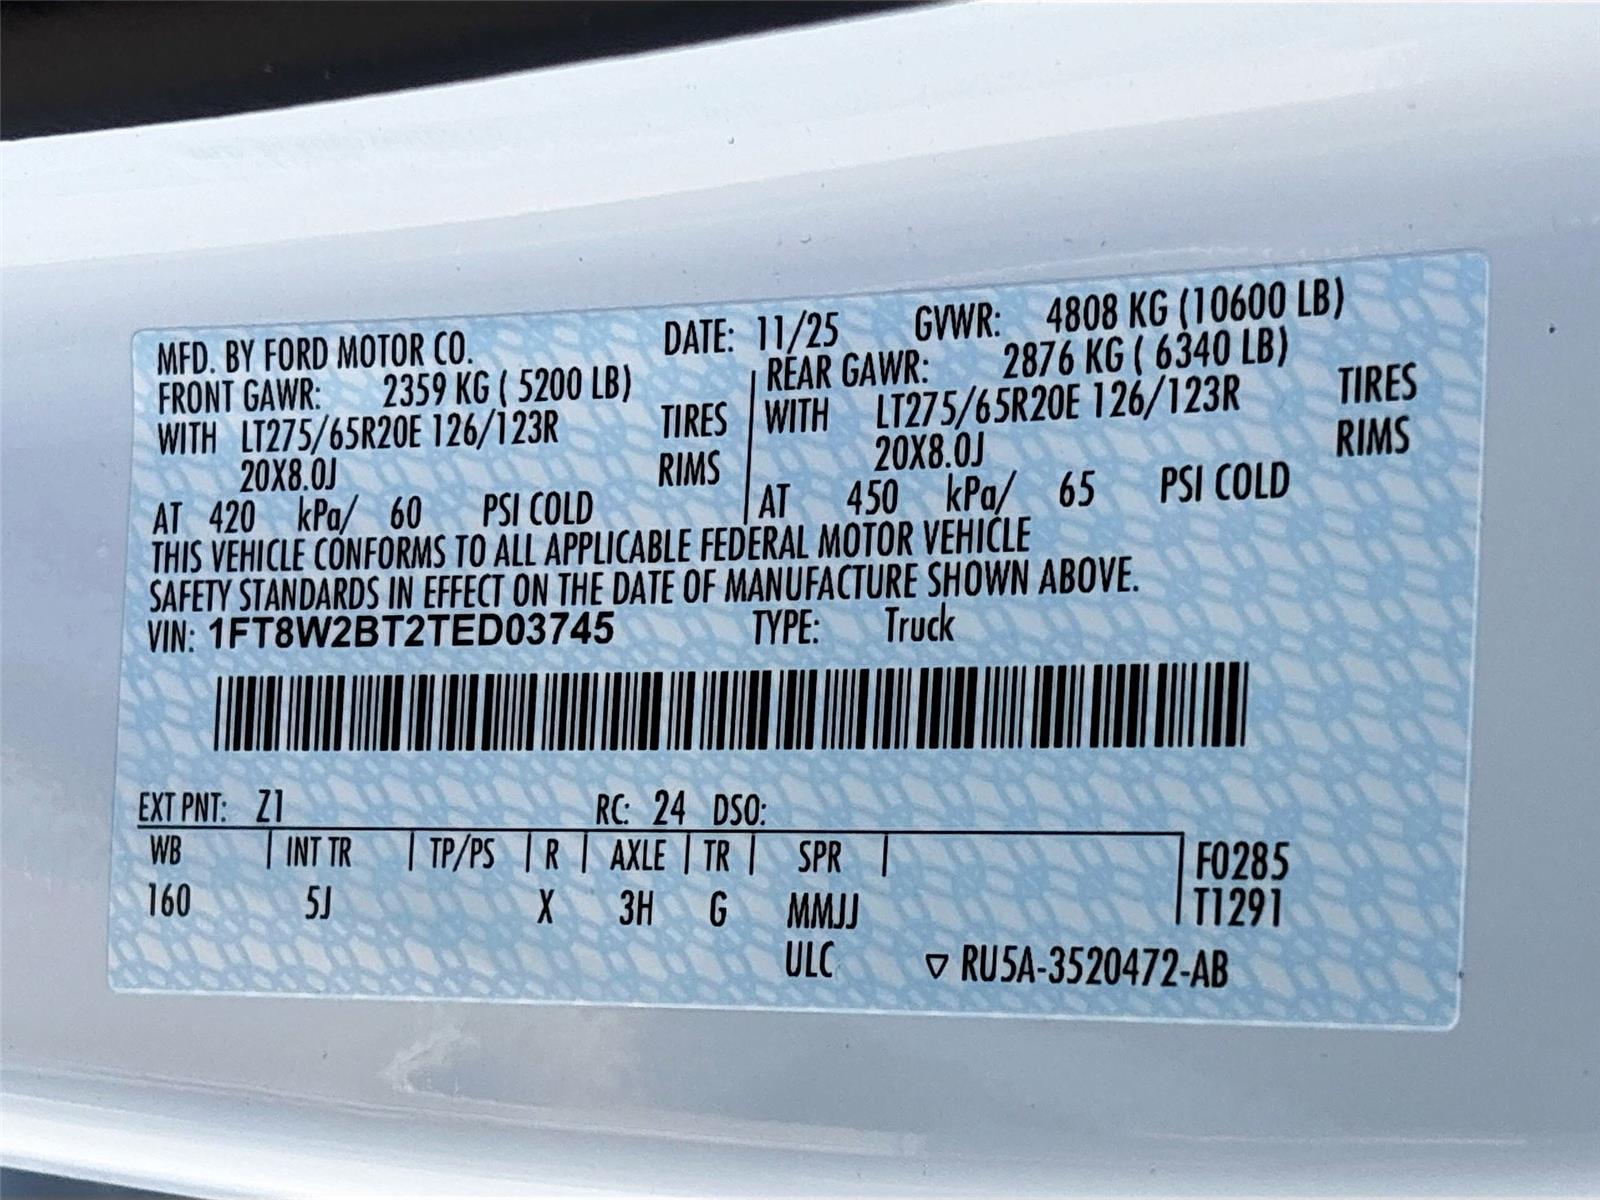 MFD. BY FORD MOTOR CO. DATE: 11/25 GVWR: 4808 KG (10600 LB)
FRONT GAWR: 2359 KG ( 5200 LB) REAR GAWR: 2876 KG ( 6340 LB)
WITH LT275/65R20E 126/123R TIRES WITH LT275/65R20E 126/123R TIRES
20X8.0J RIMS 20X8.0J RIMS
AT 420 kPa/ 60 PSI COLD AT 450 kPa/ 65 PSI COLD
THIS VEHICLE CONFORMS TO ALL APPLICABLE FEDERAL MOTOR VEHICLE
SAFETY STANDARDS IN EFFECT ON THE DATE OF MANUFACTURE SHOWN ABOVE.
VIN: 1FT8W2BT2TED03745 TYPE: Truck
EXT PNT: Z1 RC: 24 DSO:
WB INT TR TP/PS R AXLE TR SPR F0285
160 5J X 3H G MMJJ T1291
ULC ▽ RU5A-3520472-AB